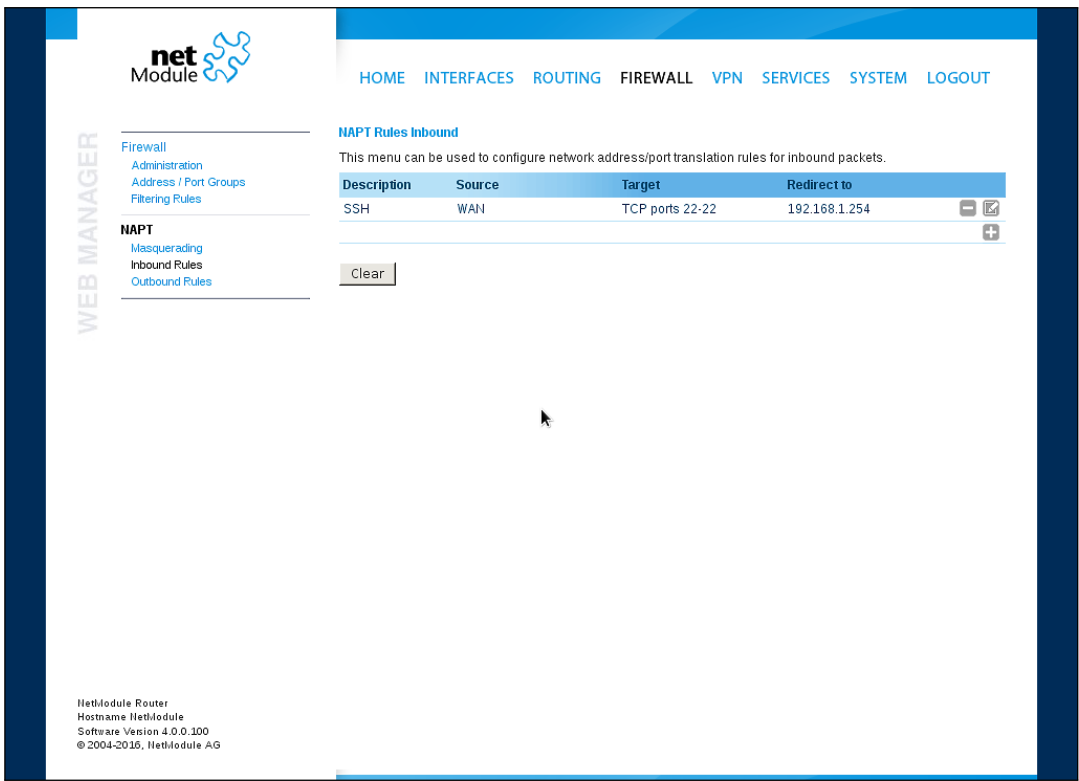 net
Module
HOME INTERFACES ROUTING FIREWALL VPN SERVICES SYSTEM LOGOUT
WEB MANAGER
Firewall
Administration
Address / Port Groups
Filtering Rules
NAPT
Masquerading
Inbound Rules
Outbound Rules
NAPT Rules Inbound
This menu can be used to configure network address/port translation rules for inbound packets.
Description Source Target Redirect to
SSH WAN TCP ports 22-22 192.168.1.254
Clear
NetModule Router
Hostname NetModule
Software Version 4.0.0.100
© 2004-2016, NetModule AG